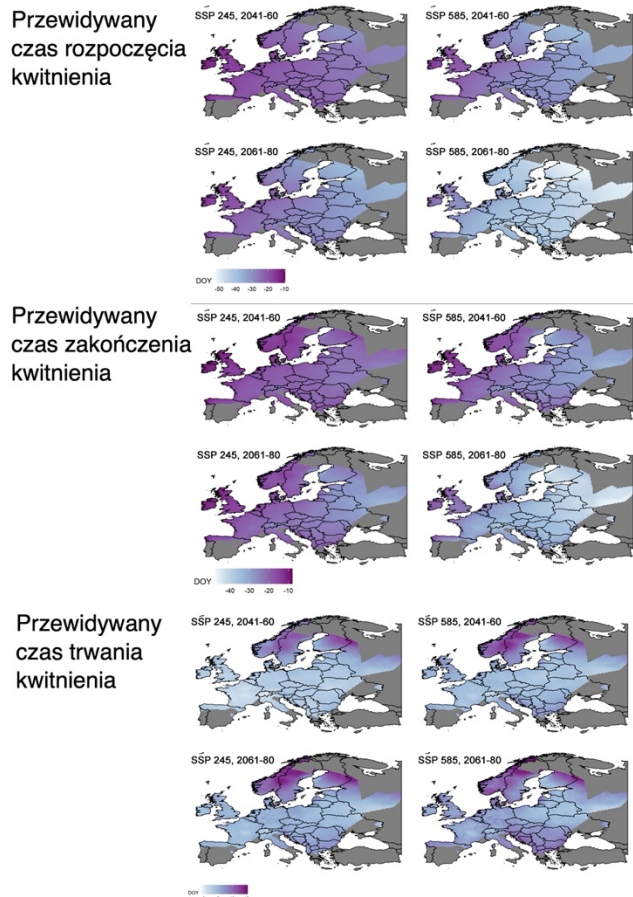 Przewidywany
czas rozpoczęcia
kwitnienia
SSP 245, 2041-60
SSP 585, 2041-60
SSP 245, 2061-80
SSP 585, 2061-80
DOY
-50 -40 -30 -20 -10
Przewidywany
czas zakończenia
kwitnienia
SSP 245, 2041-60
SSP 585, 2041-60
SSP 245, 2061-80
SSP 585, 2061-80
DOY
-40 -30 -20 -10
Przewidywany
czas trwania
kwitnienia
SSP 245, 2041-60
SSP 585, 2041-60
SSP 245, 2061-80
SSP 585, 2061-80
DOY